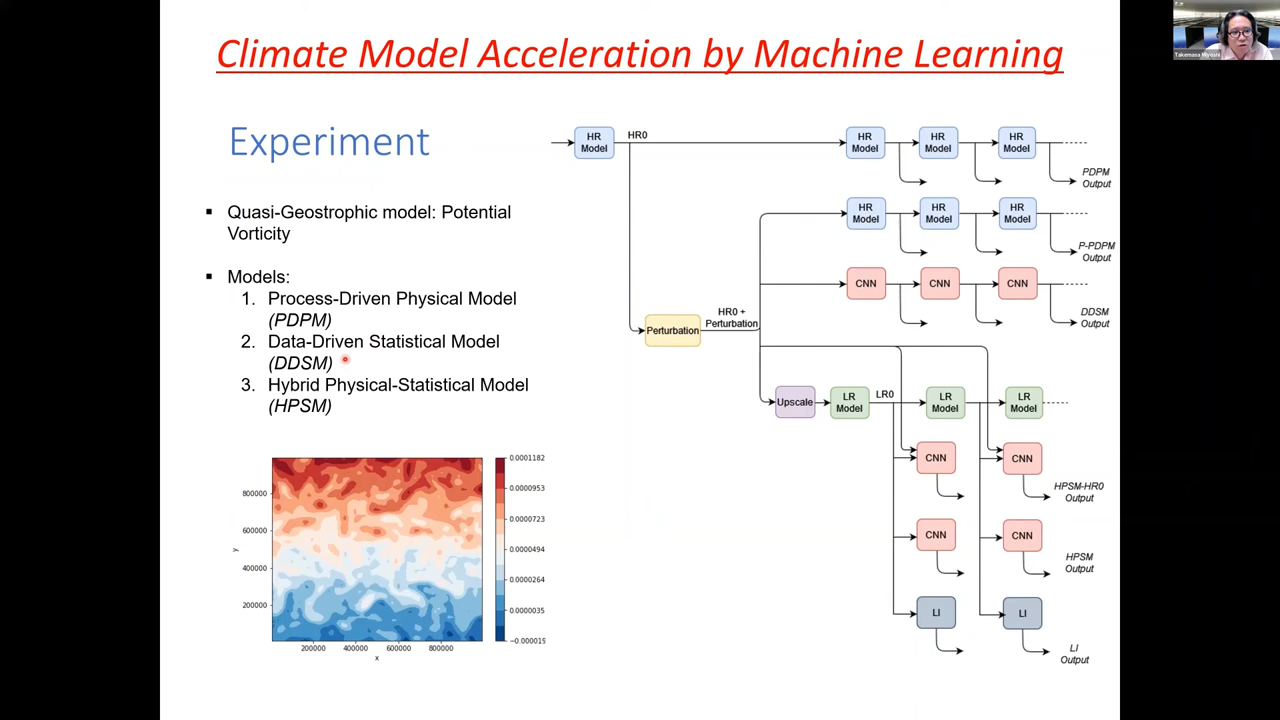 Climate Model Acceleration by Machine Learning
Takemasa Miyoshi
Experiment
▪ Quasi-Geostrophic model: Potential
Vorticity
▪ Models:
1. Process-Driven Physical Model
(PDPM)
2. Data-Driven Statistical Model
(DDSM)
3. Hybrid Physical-Statistical Model
(HPSM)
0.0001182
0.0000953
0.0000723
0.0000494
0.0000264
0.0000035
−0.000019
800000
600000
400000
200000
y
200000 400000 600000 800000
x
HR
Model
HR0
HR
Model
HR
Model
HR
Model
PDPM
Output
HR
Model
HR
Model
HR
Model
P-PDPM
Output
CNN CNN CNN
DDSM
Output
Perturbation
HR0 +
Perturbation
Upscale
LR
Model
LR0
LR
Model
LR
Model
CNN CNN
HPSM-HR0
Output
CNN CNN
HPSM
Output
LI LI
LI
Output